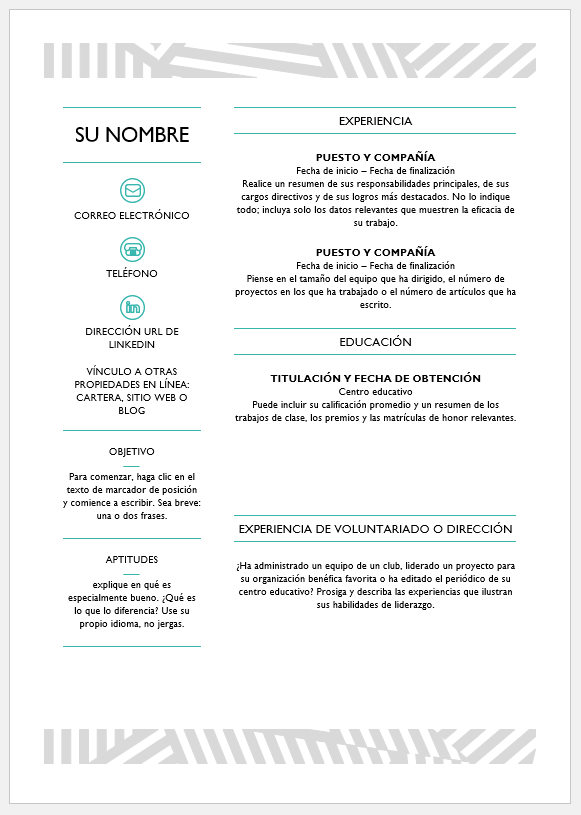 SU NOMBRE
CORREO ELECTRÓNICO
TELÉFONO
in
DIRECCIÓN URL DE
LINKEDIN
VÍNCULO A OTRAS
PROPIEDADES EN LÍNEA:
CARTERA, SITIO WEB O
BLOG
OBJETIVO
Para comenzar, haga clic en el
texto de marcador de posición
y comience a escribir. Sea breve:
una o dos frases.
APTITUDES
explique en qué es
especialmente bueno. ¿Qué es
lo que lo diferencia? Use su
propio idioma, no jergas.
EXPERIENCIA
PUESTO Y COMPAÑÍA
Fecha de inicio – Fecha de finalización
Realice un resumen de sus responsabilidades principales, de sus
cargos directivos y de sus logros más destacados. No lo indique
todo; incluya solo los datos relevantes que muestren la eficacia de
su trabajo.
PUESTO Y COMPAÑÍA
Fecha de inicio – Fecha de finalización
Piense en el tamaño del equipo que ha dirigido, el número de
proyectos en los que ha trabajado o el número de artículos que ha
escrito.
EDUCACIÓN
TITULACIÓN Y FECHA DE OBTENCIÓN
Centro educativo
Puede incluir su calificación promedio y un resumen de los
trabajos de clase, los premios y las matrículas de honor relevantes.
EXPERIENCIA DE VOLUNTARIADO O DIRECCIÓN
¿Ha administrado un equipo de un club, liderado un proyecto para
su organización benéfica favorita o ha editado el periódico de su
centro educativo? Prosiga y describa las experiencias que ilustran
sus habilidades de liderazgo.